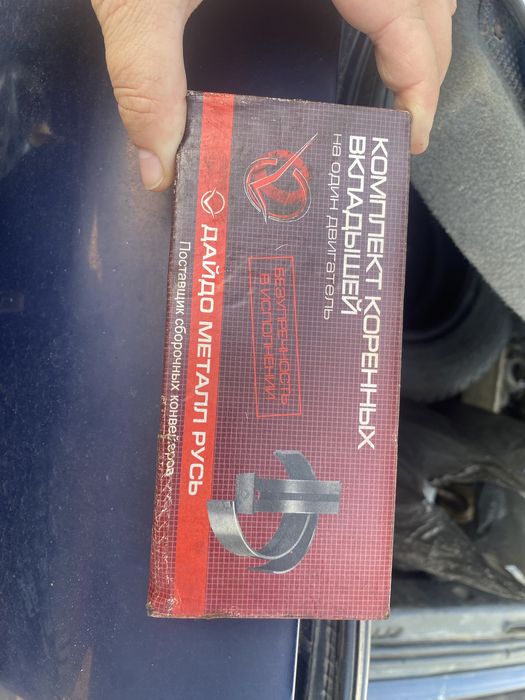 КОМПЛЕКТ КОРЕННЫХ
ВКЛАДЫШЕЙ
на один двигатель
БЕЗУПРЕЧНОСТЬ
В ИСПОЛНЕНИИ
ДАЙДО МЕТАЛЛ РУСЬ
Поставщик сборочных конвейеров